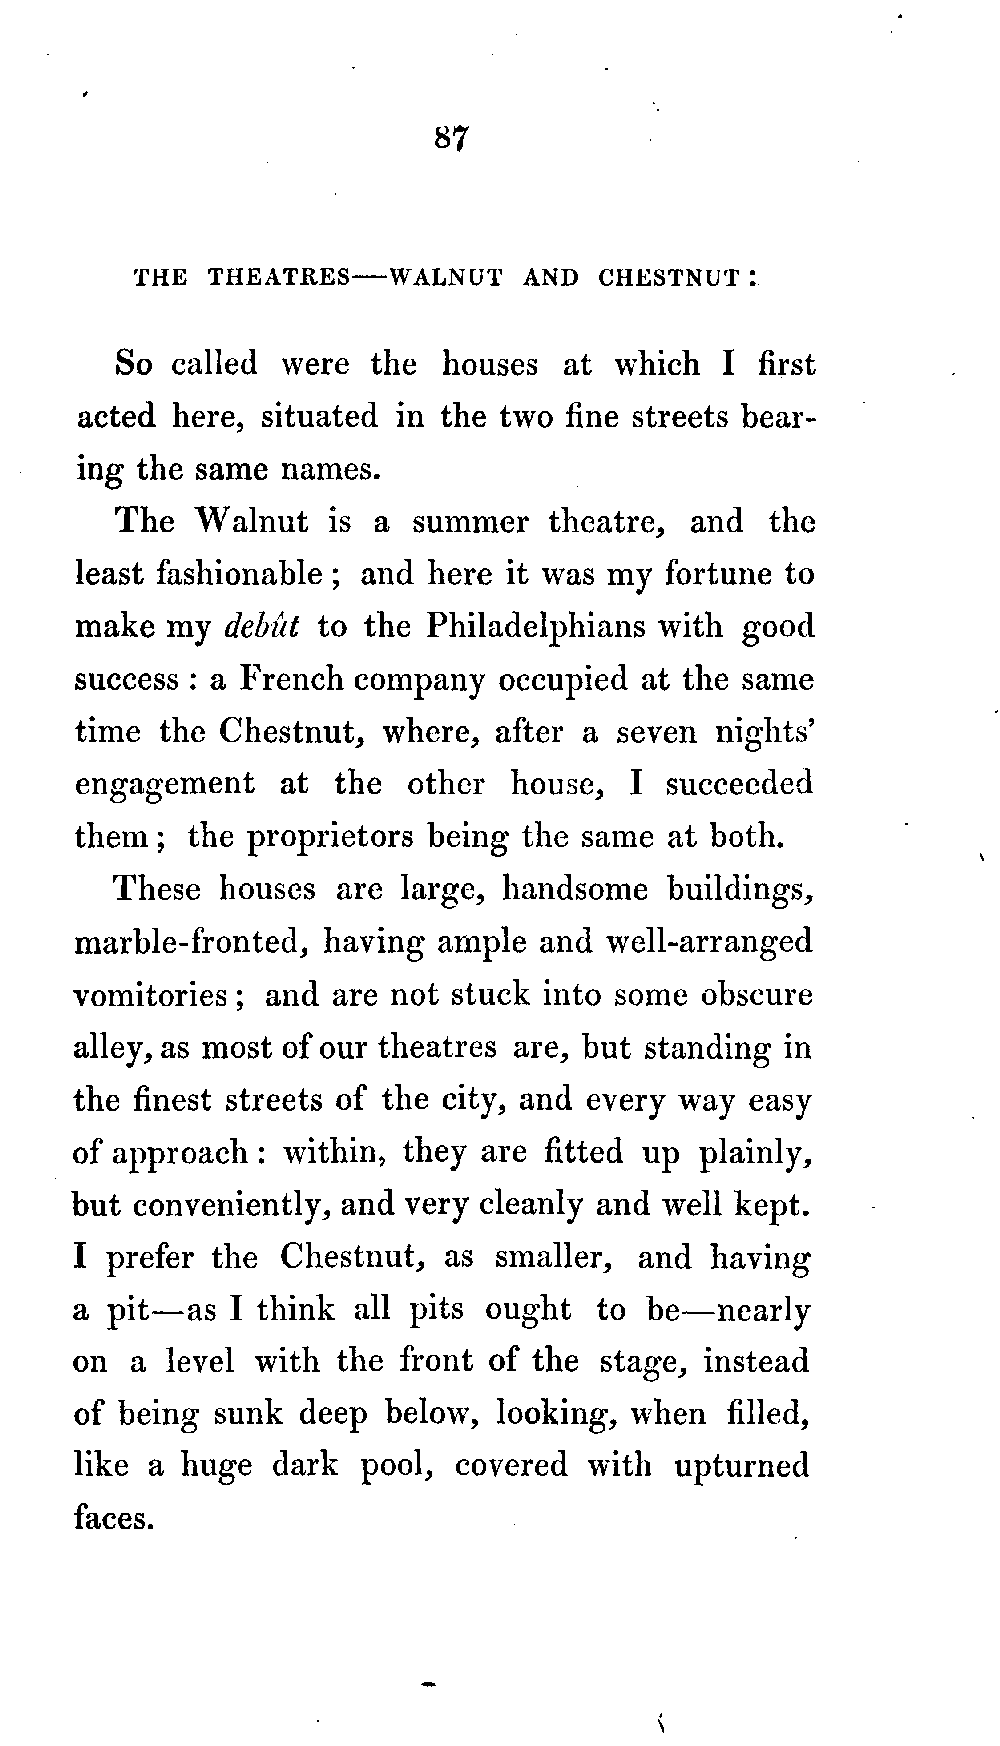 87
THE THEATRES—WALNUT AND CHESTNUT:
So called were the houses at which I first
acted here, situated in the two fine streets bear-
ing the same names.
The Walnut is a summer theatre, and the
least fashionable; and here it was my fortune to
make my debût to the Philadelphians with good
success: a French company occupied at the same
time the Chestnut, where, after a seven nights'
engagement at the other house, I succeeded
them; the proprietors being the same at both.
These houses are large, handsome buildings,
marble-fronted, having ample and well-arranged
vomitories; and are not stuck into some obscure
alley, as most of our theatres are, but standing in
the finest streets of the city, and every way easy
of approach: within, they are fitted up plainly,
but conveniently, and very cleanly and well kept.
I prefer the Chestnut, as smaller, and having
a pit—as I think all pits ought to be—nearly
on a level with the front of the stage, instead
of being sunk deep below, looking, when filled,
like a huge dark pool, covered with upturned
faces.